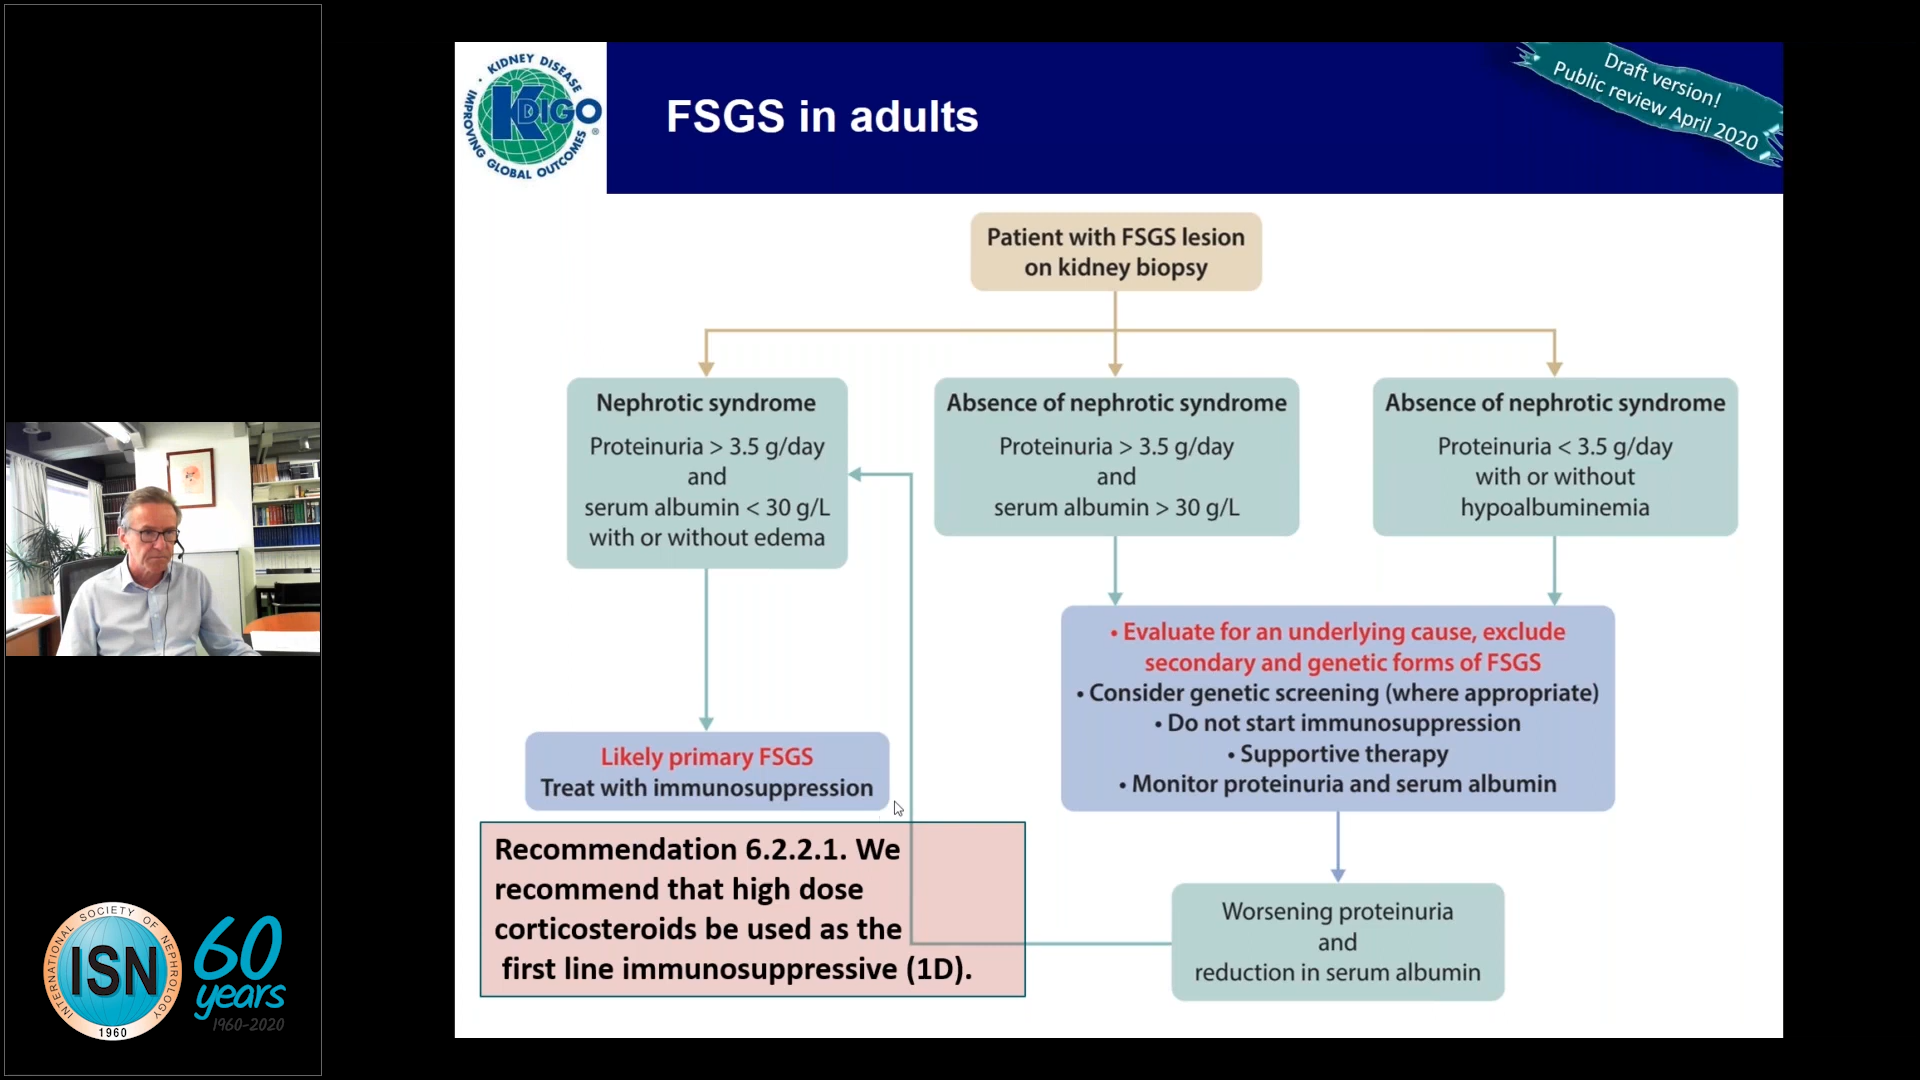 KIDNEY DISEASE
IMPROVING GLOBAL OUTCOMES
KDIGO
®
FSGS in adults
Draft version!
Public review April 2020
Patient with FSGS lesion
on kidney biopsy
Nephrotic syndrome
Proteinuria > 3.5 g/day
and
serum albumin < 30 g/L
with or without edema
Absence of nephrotic syndrome
Proteinuria > 3.5 g/day
and
serum albumin > 30 g/L
Absence of nephrotic syndrome
Proteinuria < 3.5 g/day
with or without
hypoalbuminemia
• Evaluate for an underlying cause, exclude
secondary and genetic forms of FSGS
• Consider genetic screening (where appropriate)
• Do not start immunosuppression
• Supportive therapy
• Monitor proteinuria and serum albumin
Likely primary FSGS
Treat with immunosuppression
Recommendation 6.2.2.1. We
recommend that high dose
corticosteroids be used as the
first line immunosuppressive (1D).
Worsening proteinuria
and
reduction in serum albumin
INTERNATIONAL SOCIETY OF NEPHROLOGY
ISN
1960
60
years
1960-2020